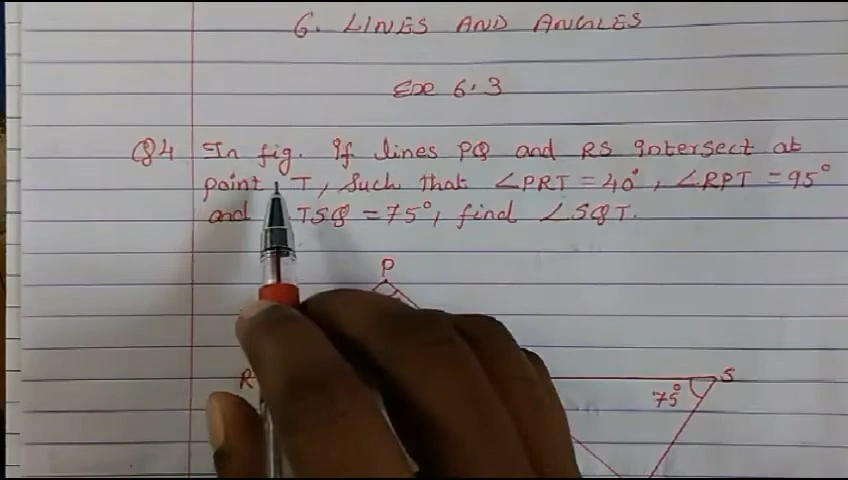 6. LINES AND ANGLES
EX 6.3
Q4 In fig. If lines PQ and RS intersect at
point T, Such that ∠PRT = 40°, ∠RPT = 95°
and TSQ = 75°, find ∠SQT.
P
R
S
75°